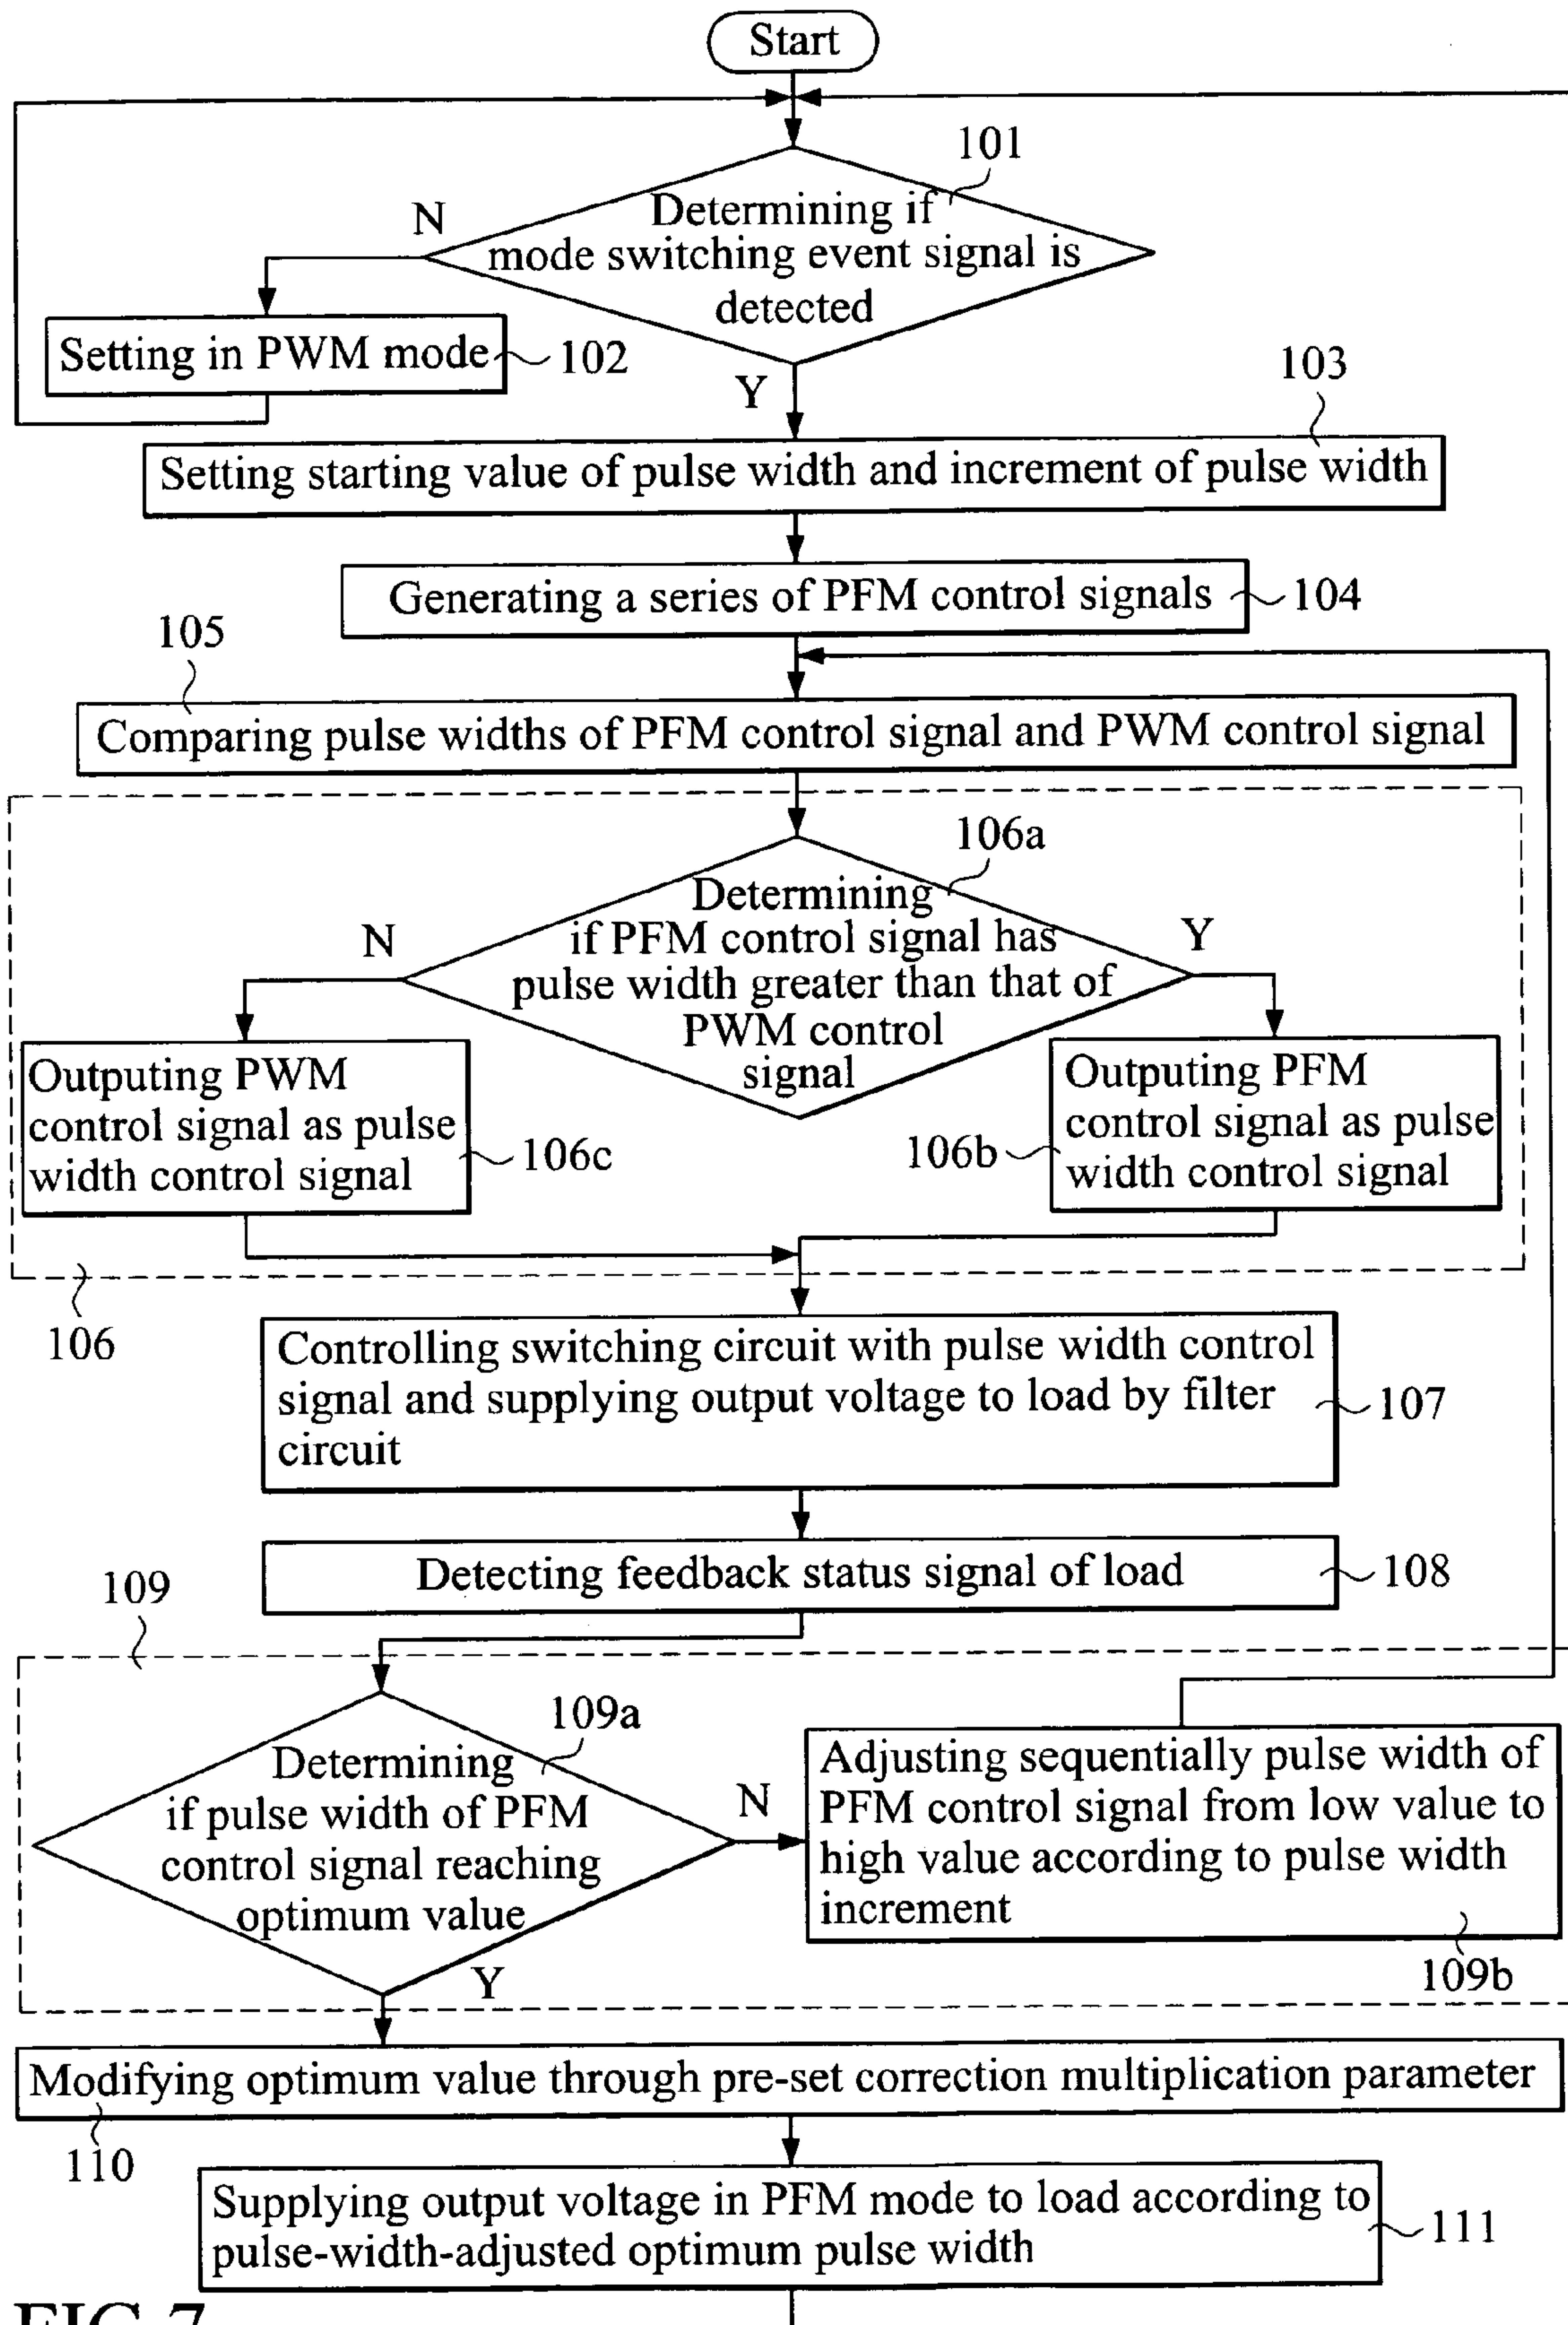 Start
101
N
Determining if
mode switching event signal is
detected
Setting in PWM mode
102
Y
103
Setting starting value of pulse width and increment of pulse width
Generating a series of PFM control signals
104
105
Comparing pulse widths of PFM control signal and PWM control signal
106a
N
Determining
if PFM control signal has
pulse width greater than that of
PWM control
signal
Y
Outputing PWM
control signal as pulse
width control signal
106c
106b
Outputing PFM
control signal as pulse
width control signal
106
Controlling switching circuit with pulse width control
signal and supplying output voltage to load by filter
circuit
107
Detecting feedback status signal of load
108
109
109a
Determining
if pulse width of PFM
control signal reaching
optimum value
N
Adjusting sequentially pulse width of
PFM control signal from low value to
high value according to pulse width
increment
109b
Y
Modifying optimum value through pre-set correction multiplication parameter
110
Supplying output voltage in PFM mode to load according to
pulse-width-adjusted optimum pulse width
111
FIG.7